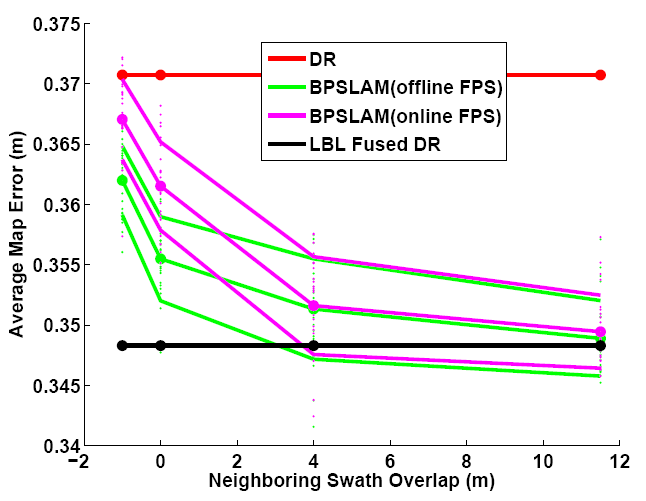 0.375
0.37
0.365
0.36
0.355
0.35
0.345
0.34
Average Map Error (m)
DR
BPSLAM(offline FPS)
BPSLAM(online FPS)
LBL Fused DR
−2 0 2 4 6 8 10 12
Neighboring Swath Overlap (m)